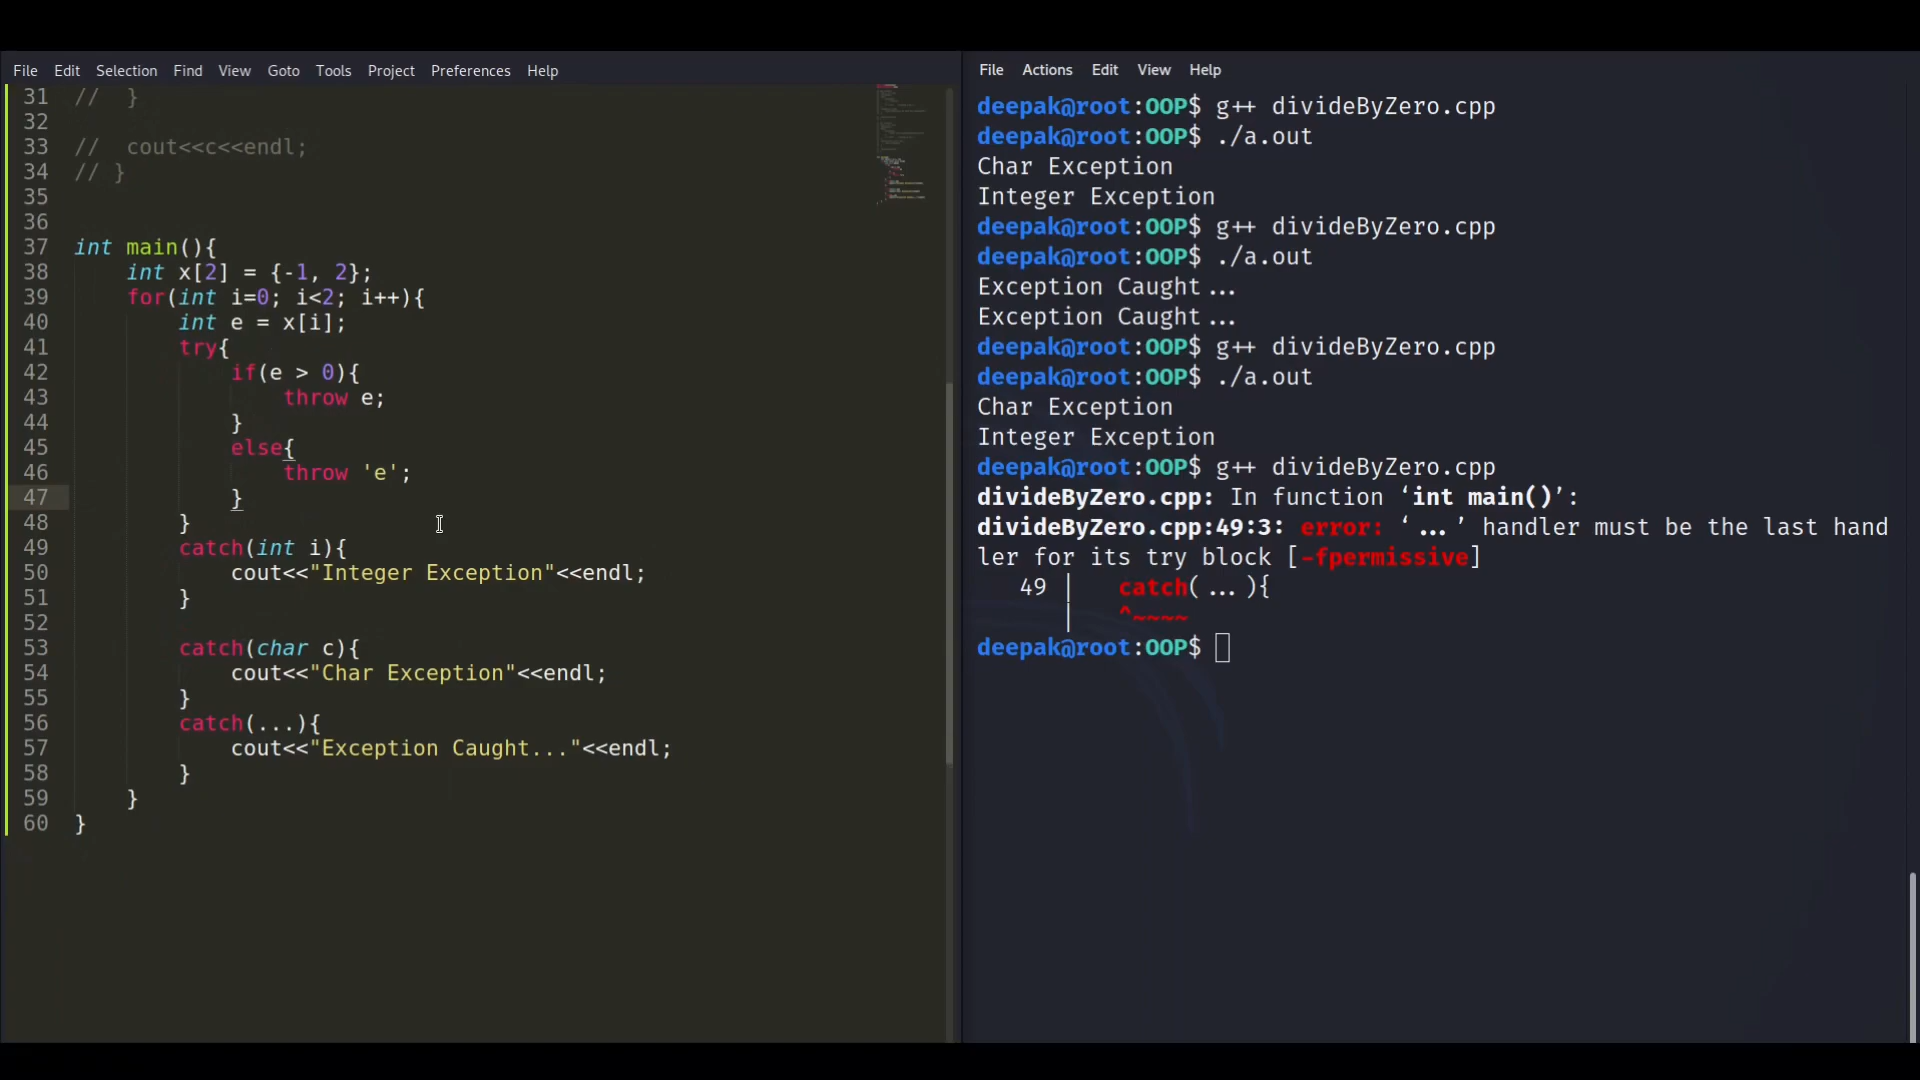 File Edit Selection Find View Goto Tools Project Preferences Help
31 // }
32
33 // cout<<c<<endl;
34 // }
35
36
37 int main(){
38 int x[2] = {-1, 2};
39 for(int i=0; i<2; i++){
40 int e = x[i];
41 try{
42 if(e > 0){
43 throw e;
44 }
45 else{
46 throw 'e';
47 }
48 }
49 catch(int i){
50 cout<<"Integer Exception"<<endl;
51 }
52
53 catch(char c){
54 cout<<"Char Exception"<<endl;
55 }
56 catch(...){
57 cout<<"Exception Caught..."<<endl;
58 }
59 }
60 }
File Actions Edit View Help
deepak@root:OOP$ g++ divideByZero.cpp
deepak@root:OOP$ ./a.out
Char Exception
Integer Exception
deepak@root:OOP$ g++ divideByZero.cpp
deepak@root:OOP$ ./a.out
Exception Caught...
Exception Caught...
deepak@root:OOP$ g++ divideByZero.cpp
deepak@root:OOP$ ./a.out
Char Exception
Integer Exception
deepak@root:OOP$ g++ divideByZero.cpp
divideByZero.cpp: In function ‘int main()’:
divideByZero.cpp:49:3: error: ‘...’ handler must be the last hand
ler for its try block [-fpermissive]
49 | catch(...){
| ^~~~~
deepak@root:OOP$